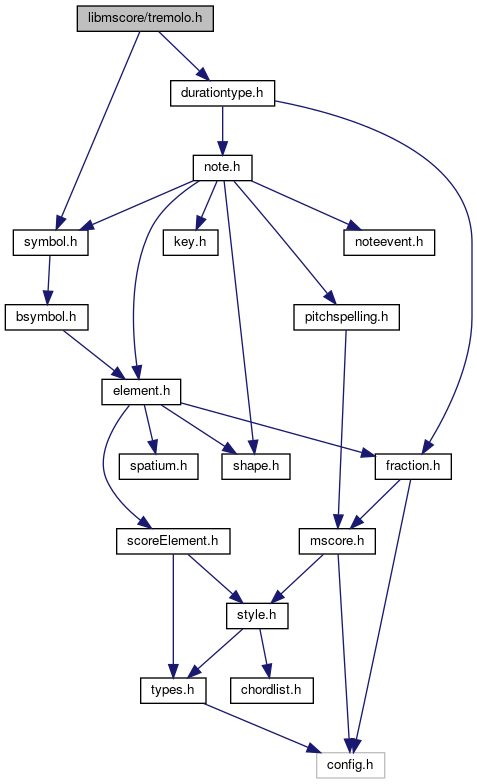 libmscore/tremolo.h
durationtype.h
note.h
symbol.h
key.h
noteevent.h
bsymbol.h
pitchspelling.h
element.h
spatium.h
shape.h
fraction.h
scoreElement.h
mscore.h
style.h
types.h
chordlist.h
config.h